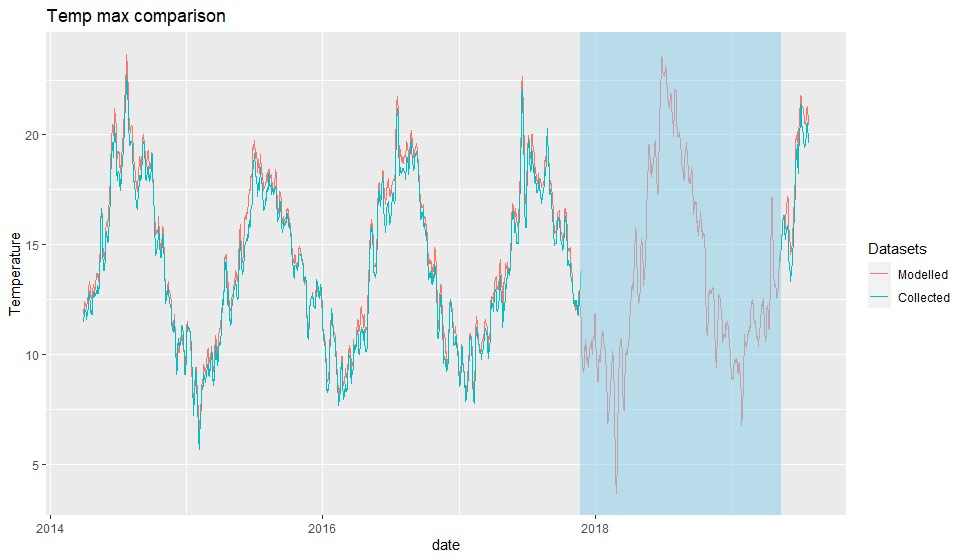 Temp max comparison
Temperature
20
15
10
5
2014
2016
2018
date
Datasets
Modelled
Collected